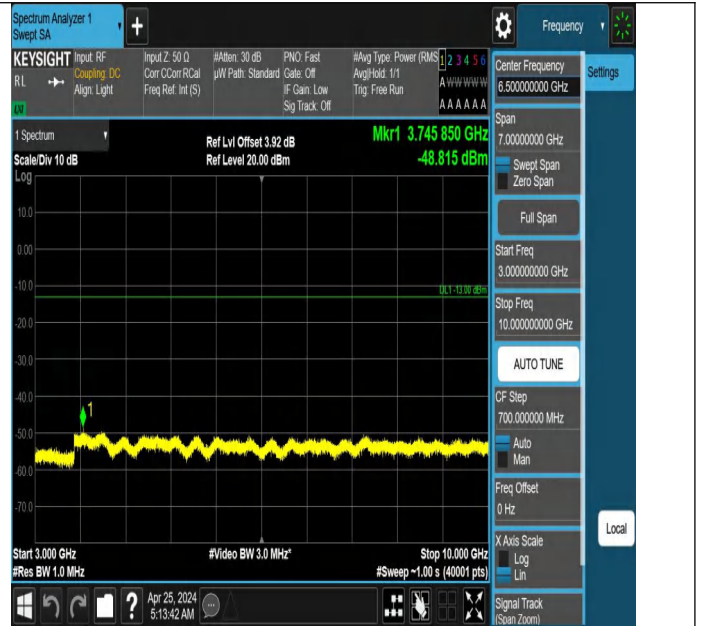 Spectrum Analyzer 1
Swept SA
Frequency
KEYSIGHT
RL
LXI
Input: RF
Coupling: DC
Align: Light
Input Z: 50 Ω
Corr CCorr RCal
Freq Ref: Int (S)
#Atten: 30 dB
µW Path: Standard
PNO: Fast
Gate: Off
IF Gain: Low
Sig Track: Off
#Avg Type: Power (RMS
Avg|Hold: 1/1
Trig: Free Run
1 2 3 4 5 6
A W W W W W
A A A A A A
1 Spectrum
Scale/Div 10 dB
Ref Lvl Offset 3.92 dB
Ref Level 20.00 dBm
Mkr1 3.745 850 GHz
-48.815 dBm
Log
10.0
0.00
-10.0
DL1 -13.00 dBm
-20.0
-30.0
-40.0
1
-50.0
-60.0
-70.0
Start 3.000 GHz
#Res BW 1.0 MHz
#Video BW 3.0 MHz*
Stop 10.000 GHz
#Sweep ~1.00 s (40001 pts)
Center Frequency
6.500000000 GHz
Settings
Span
7.00000000 GHz
Swept Span
Zero Span
Full Span
Start Freq
3.000000000 GHz
Stop Freq
10.000000000 GHz
AUTO TUNE
CF Step
700.000000 MHz
Auto
Man
Freq Offset
0 Hz
X Axis Scale
Log
Lin
Local
Signal Track
(Span Zoom)
?
Apr 25, 2024
5:13:42 AM